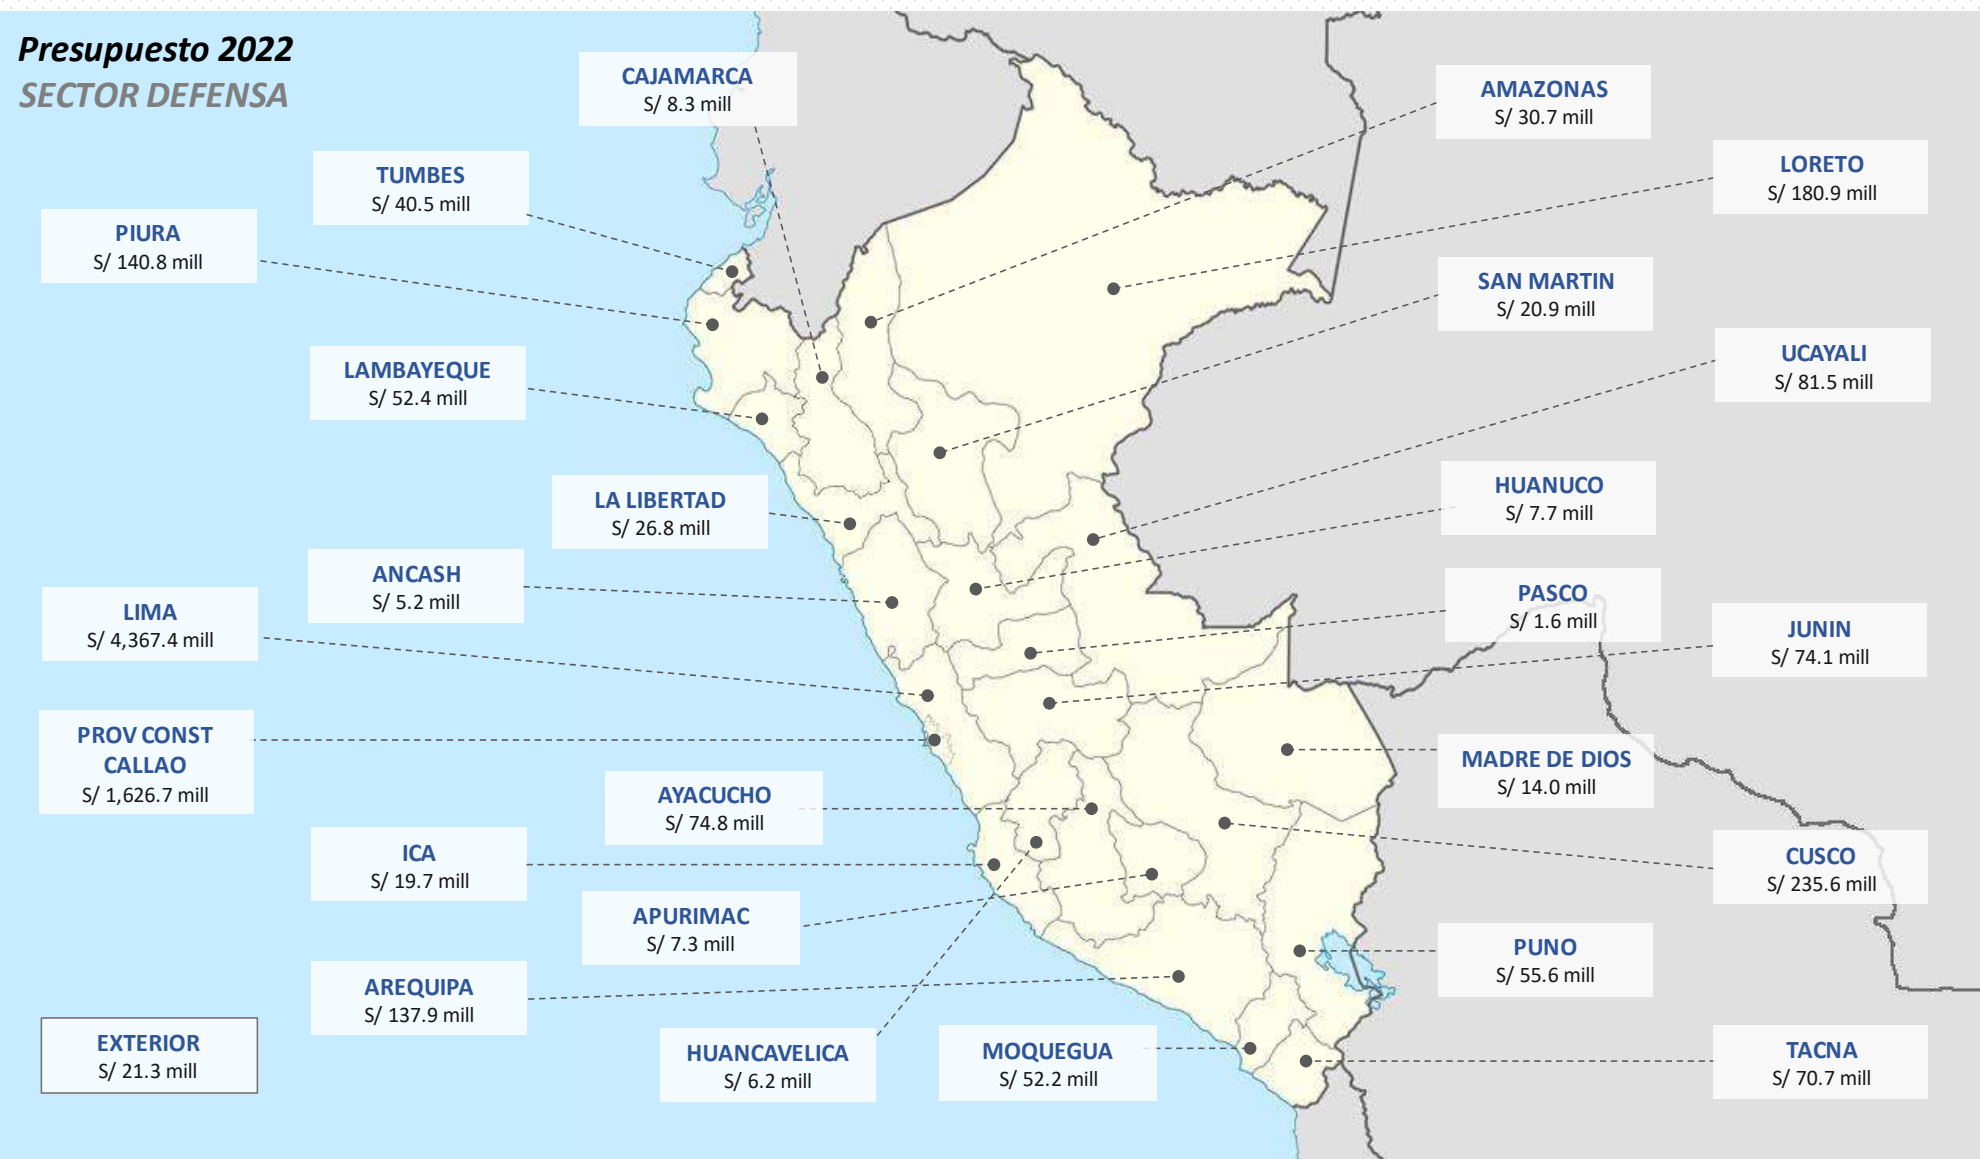 Presupuesto 2022
SECTOR DEFENSA
CAJAMARCA
S/ 8.3 mill
AMAZONAS
S/ 30.7 mill
TUMBES
S/ 40.5 mill
LORETO
S/ 180.9 mill
PIURA
S/ 140.8 mill
SAN MARTIN
S/ 20.9 mill
LAMBAYEQUE
S/ 52.4 mill
UCAYALI
S/ 81.5 mill
LA LIBERTAD
S/ 26.8 mill
HUANUCO
S/ 7.7 mill
ANCASH
S/ 5.2 mill
PASCO
S/ 1.6 mill
LIMA
S/ 4,367.4 mill
JUNIN
S/ 74.1 mill
PROV CONST
CALLAO
S/ 1,626.7 mill
MADRE DE DIOS
S/ 14.0 mill
AYACUCHO
S/ 74.8 mill
ICA
S/ 19.7 mill
CUSCO
S/ 235.6 mill
APURIMAC
S/ 7.3 mill
PUNO
S/ 55.6 mill
AREQUIPA
S/ 137.9 mill
EXTERIOR
S/ 21.3 mill
HUANCAVELICA
S/ 6.2 mill
MOQUEGUA
S/ 52.2 mill
TACNA
S/ 70.7 mill